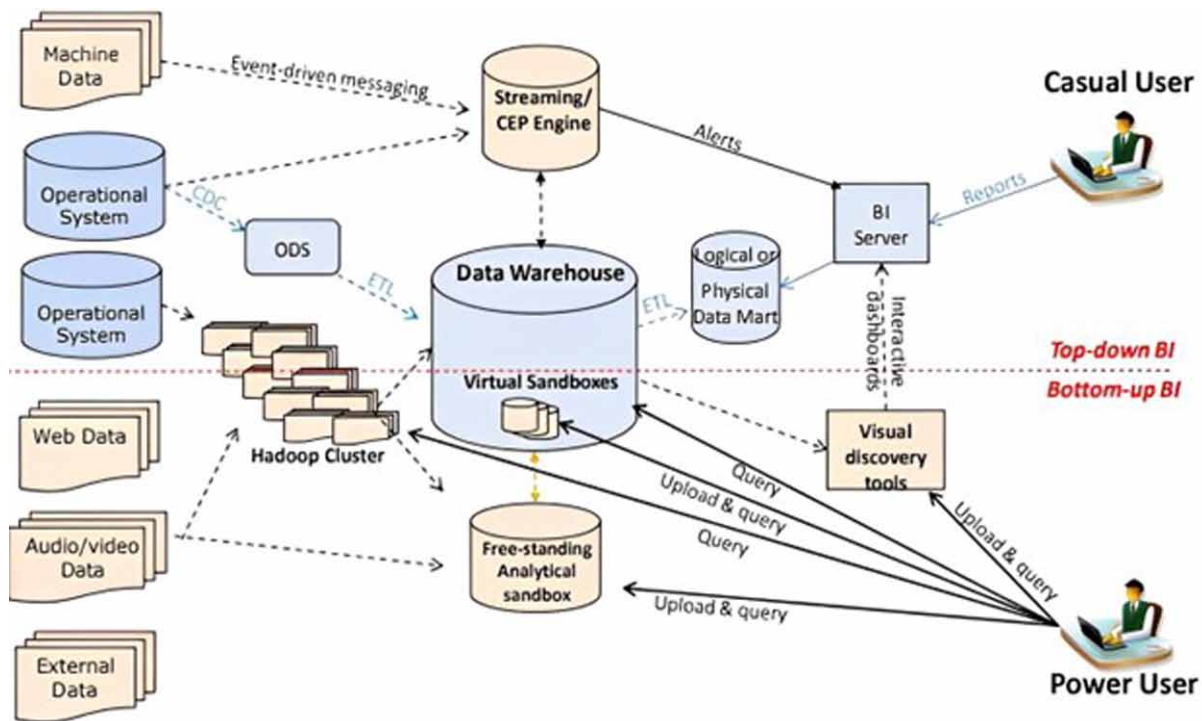 Machine
Data
Event-driven messaging
Streaming/
CEP Engine
Alerts
Casual User
Operational
System
CDC
ODS
ETL
Reports
BI
Server
Operational
System
Data Warehouse
ETL
Logical or
Physical
Data Mart
Interactive
dashboards
Top-down BI
Bottom-up BI
Virtual Sandboxes
Web Data
Hadoop Cluster
Visual
discovery
tools
Query
Upload & query
Query
Upload & query
Audio/video
Data
Free-standing
Analytical
sandbox
Upload & query
External
Data
Power User